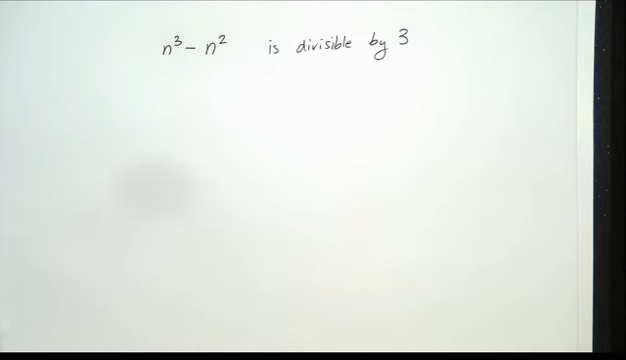 n³ – n² is divisible by 3